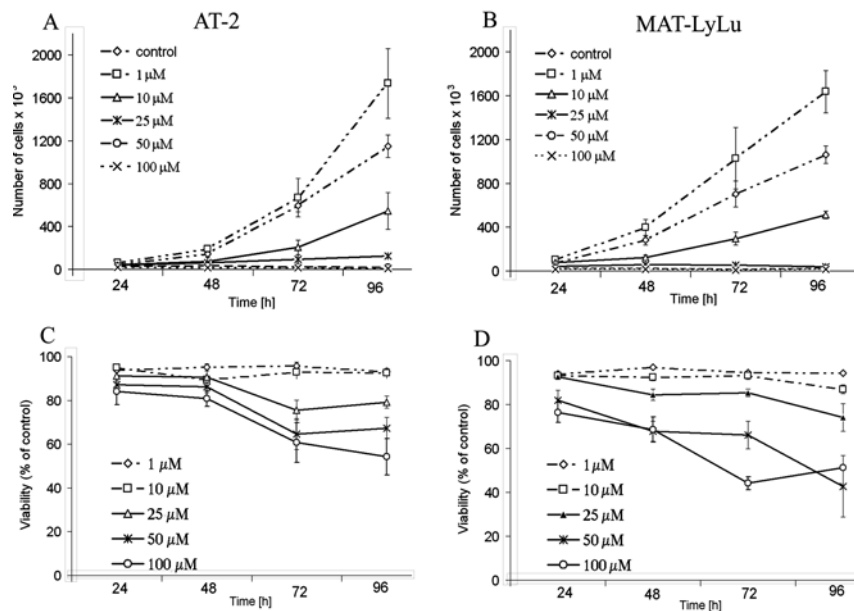 A
AT-2
control
1 µM
10 µM
25 µM
50 µM
100 µM
Number of cells x 10⁻³
2000
1600
1200
800
400
0
24
48
72
96
Time [h]
B
MAT-LyLu
control
1 µM
10 µM
25 µM
50 µM
100 µM
Number of cells x 10³
2000
1600
1200
800
400
0
24
48
72
96
Time [h]
C
1 µM
10 µM
25 µM
50 µM
100 µM
Viability (% of control)
100
80
60
40
20
0
24
48
72
96
Time [h]
D
1 µM
10 µM
25 µM
50 µM
100 µM
Viability (% of control)
100
80
60
40
20
0
24
48
72
96
Time [h]